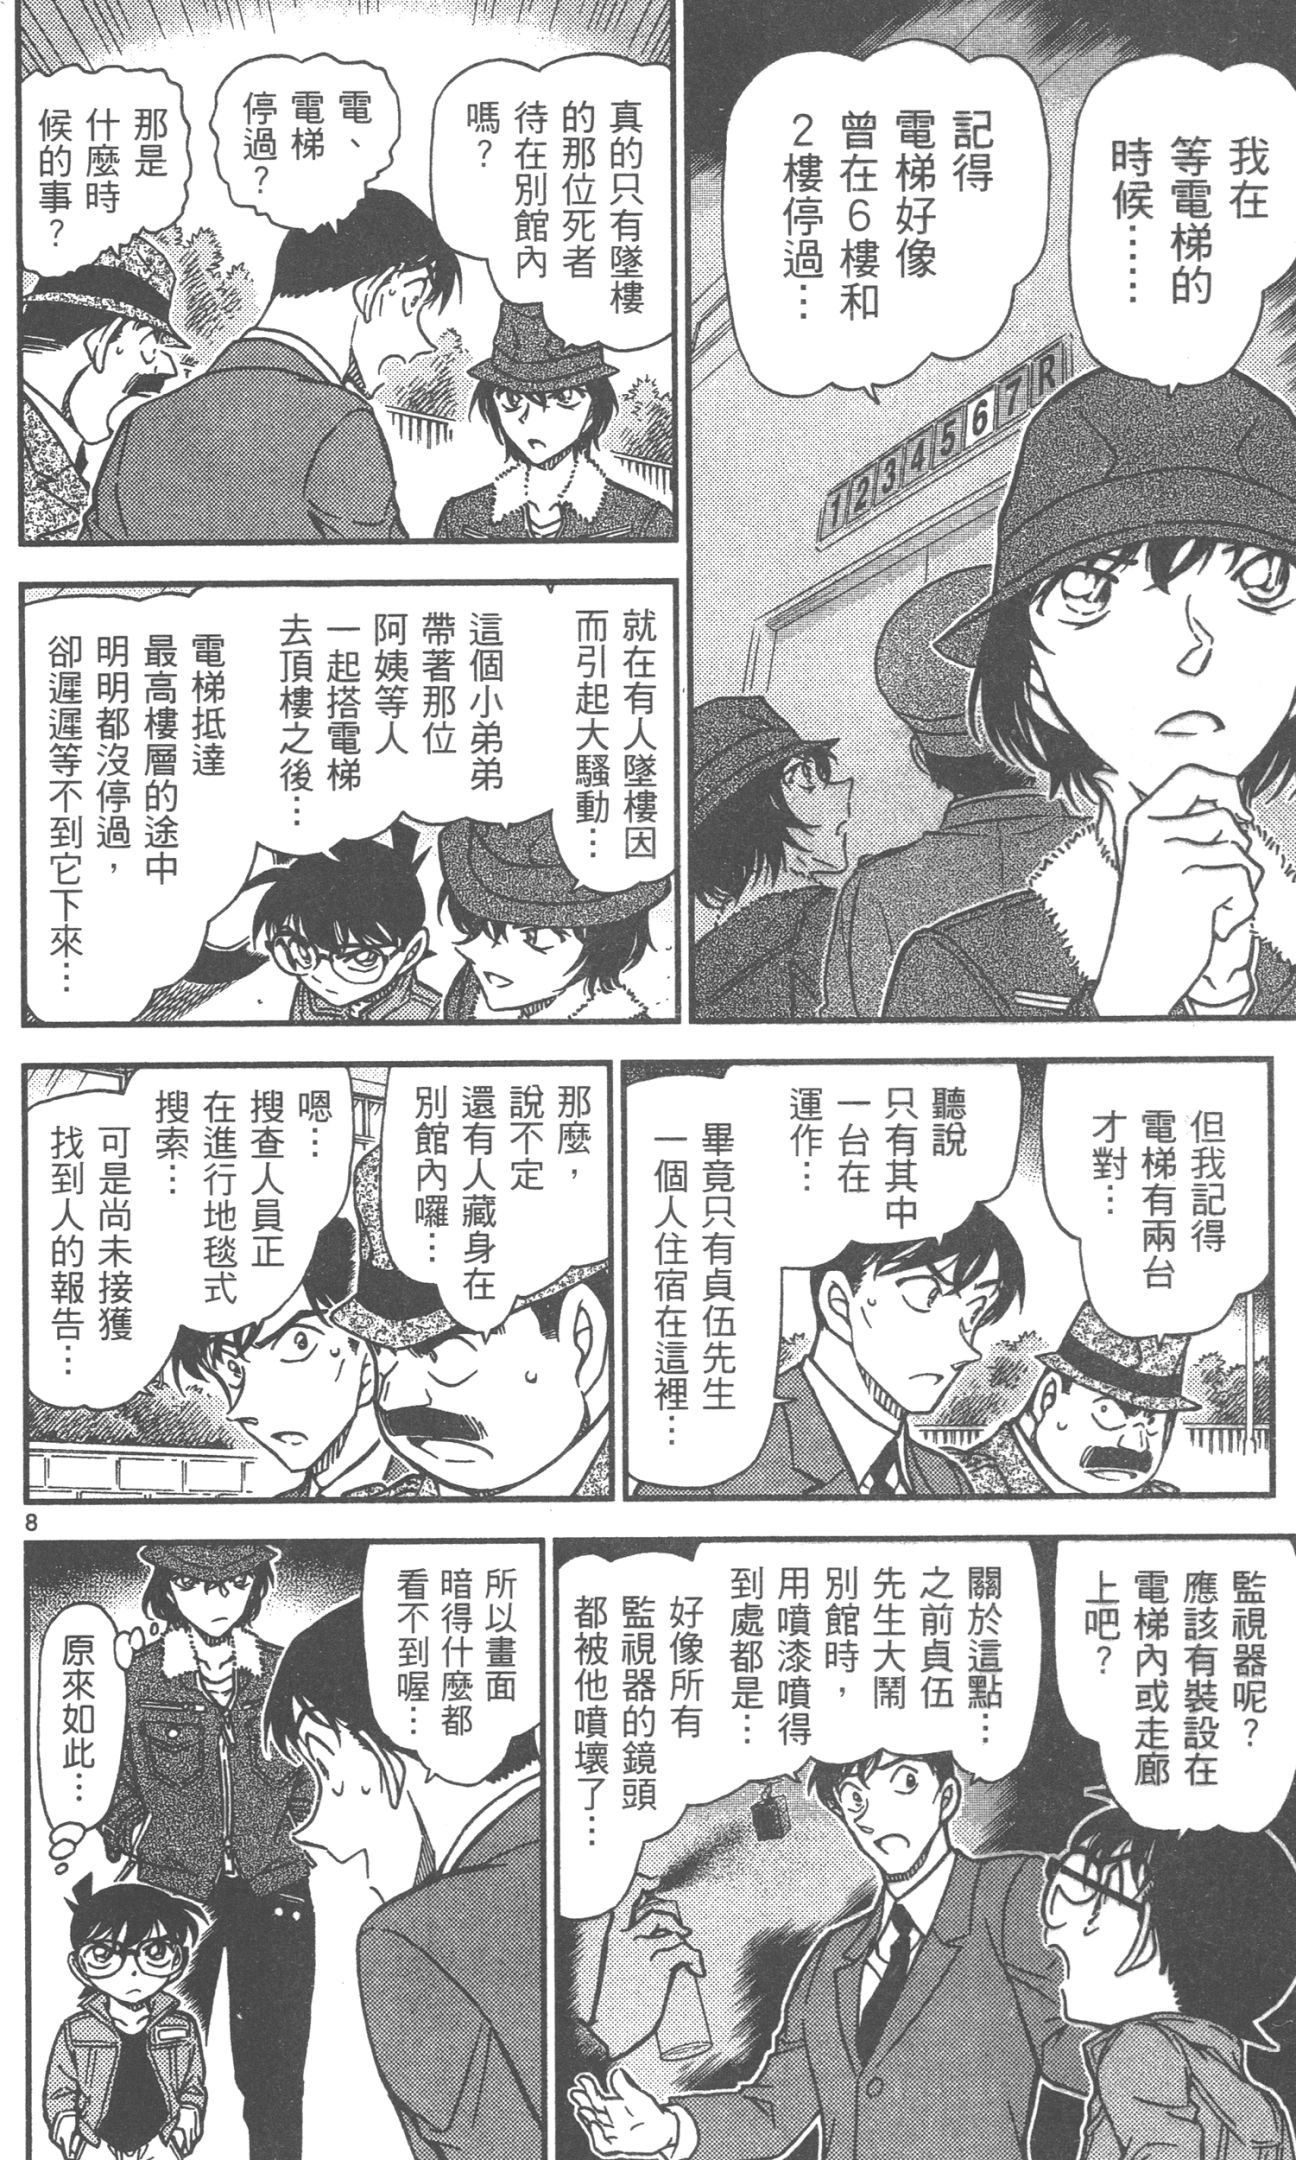 我在
等電梯的
時候……
記得
電梯好像
曾在6樓和
2樓停過…
1 2 3 4 5 6 7 R
真的只有墜樓
的那位死者
待在別館內
嗎？
電、
電梯
停過？
那是
什麼時
候的事？
就在有人墜樓因
而引起大騷動…
這個小弟弟
帶著那位
阿姨等人
一起搭電梯
去頂樓之後…
電梯抵達
最高樓層的途中
明明都沒停過，
卻遲遲等不到它下來…
但我記得
電梯有兩台
才對…
聽說
只有其中
一台在
運作…
畢竟只有貞伍先生
一個人住宿在這裡…
那麼，
說不定
還有人藏身在
別館內囉…
嗯…
搜查人員正
在進行地毯式
搜索…
可是尚未接獲
找到人的報告…
8
監視器呢？
應該有裝設在
電梯內或走廊
上吧？
關於這點…
之前貞伍
先生大鬧
別館時，
用噴漆噴得
到處都是…
好像所有
監視器的鏡頭
都被他噴壞了…
所以畫面
暗得什麼都
看不到喔…
原來如此…